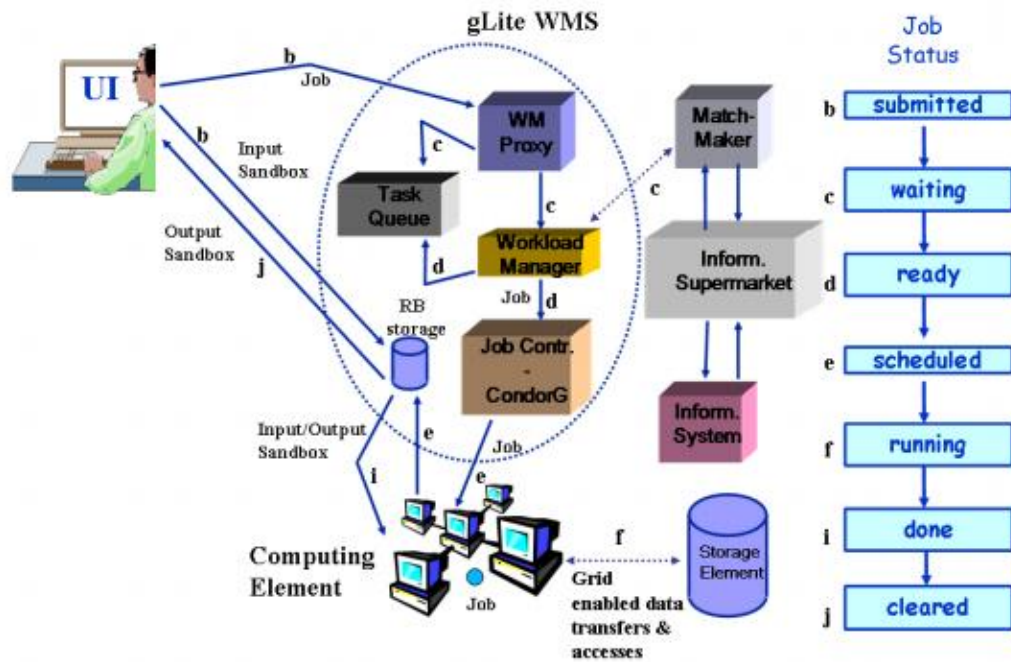 gLite WMS
Job
Status
UI
b
Job
b
Input
Sandbox
Output
Sandbox
j
WM
Proxy
c
Task
Queue
c
Workload
Manager
d
Job
d
RB
storage
Job Contr.
-
CondorG
Match-
Maker
c
Inform.
Supermarket
Inform.
System
Input/Output
Sandbox
i
e
Job
e
Computing
Element
Job
f
Grid
enabled data
transfers &
accesses
Storage
Element
b submitted
c waiting
d ready
e scheduled
f running
i done
j cleared